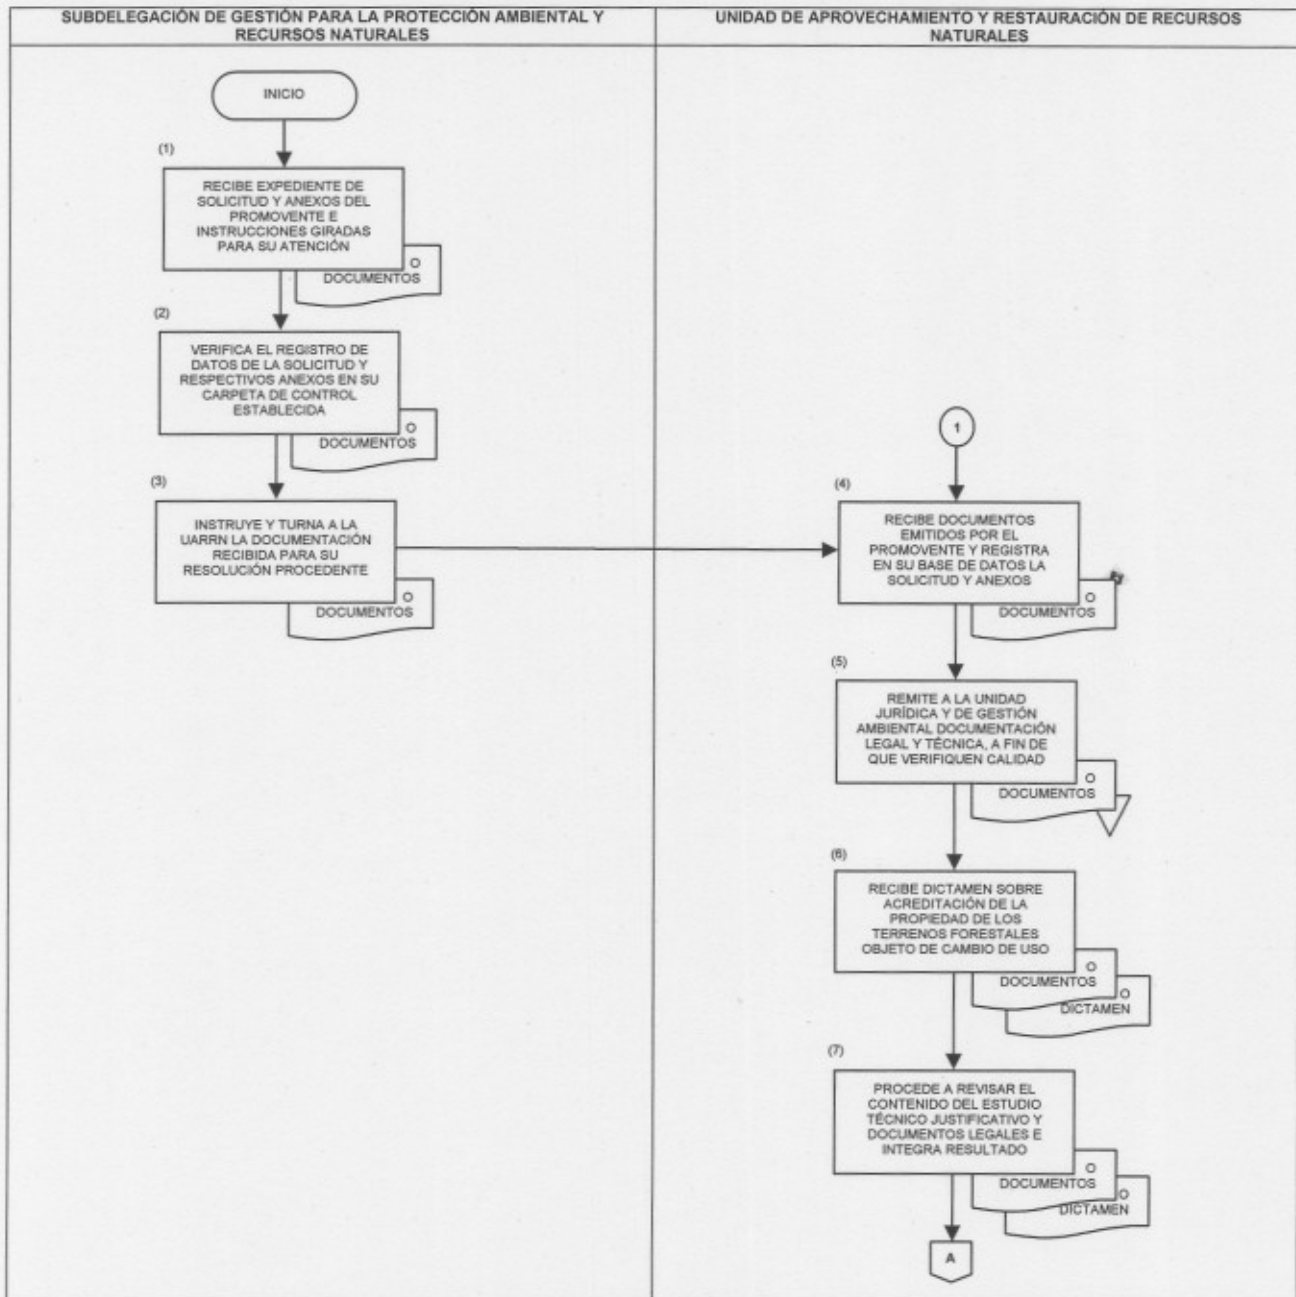 SUBDELEGACIÓN DE GESTIÓN PARA LA PROTECCIÓN AMBIENTAL Y
RECURSOS NATURALES
UNIDAD DE APROVECHAMIENTO Y RESTAURACIÓN DE RECURSOS
NATURALES
INICIO
(1)
RECIBE EXPEDIENTE DE
SOLICITUD Y ANEXOS DEL
PROMOVENTE E
INSTRUCCIONES GIRADAS
PARA SU ATENCIÓN
O
DOCUMENTOS
(2)
VERIFICA EL REGISTRO DE
DATOS DE LA SOLICITUD Y
RESPECTIVOS ANEXOS EN SU
CARPETA DE CONTROL
ESTABLECIDA
O
DOCUMENTOS
(3)
INSTRUYE Y TURNA A LA
UARRN LA DOCUMENTACIÓN
RECIBIDA PARA SU
RESOLUCIÓN PROCEDENTE
O
DOCUMENTOS
1
(4)
RECIBE DOCUMENTOS
EMITIDOS POR EL
PROMOVENTE Y REGISTRA
EN SU BASE DE DATOS LA
SOLICITUD Y ANEXOS
O
DOCUMENTOS
(5)
REMITE A LA UNIDAD
JURÍDICA Y DE GESTIÓN
AMBIENTAL DOCUMENTACIÓN
LEGAL Y TÉCNICA, A FIN DE
QUE VERIFIQUEN CALIDAD
O
DOCUMENTOS
(6)
RECIBE DICTAMEN SOBRE
ACREDITACIÓN DE LA
PROPIEDAD DE LOS
TERRENOS FORESTALES
OBJETO DE CAMBIO DE USO
O
DOCUMENTOS
O
DICTAMEN
(7)
PROCEDE A REVISAR EL
CONTENIDO DEL ESTUDIO
TÉCNICO JUSTIFICATIVO Y
DOCUMENTOS LEGALES E
INTEGRA RESULTADO
O
DOCUMENTOS
O
DICTAMEN
A